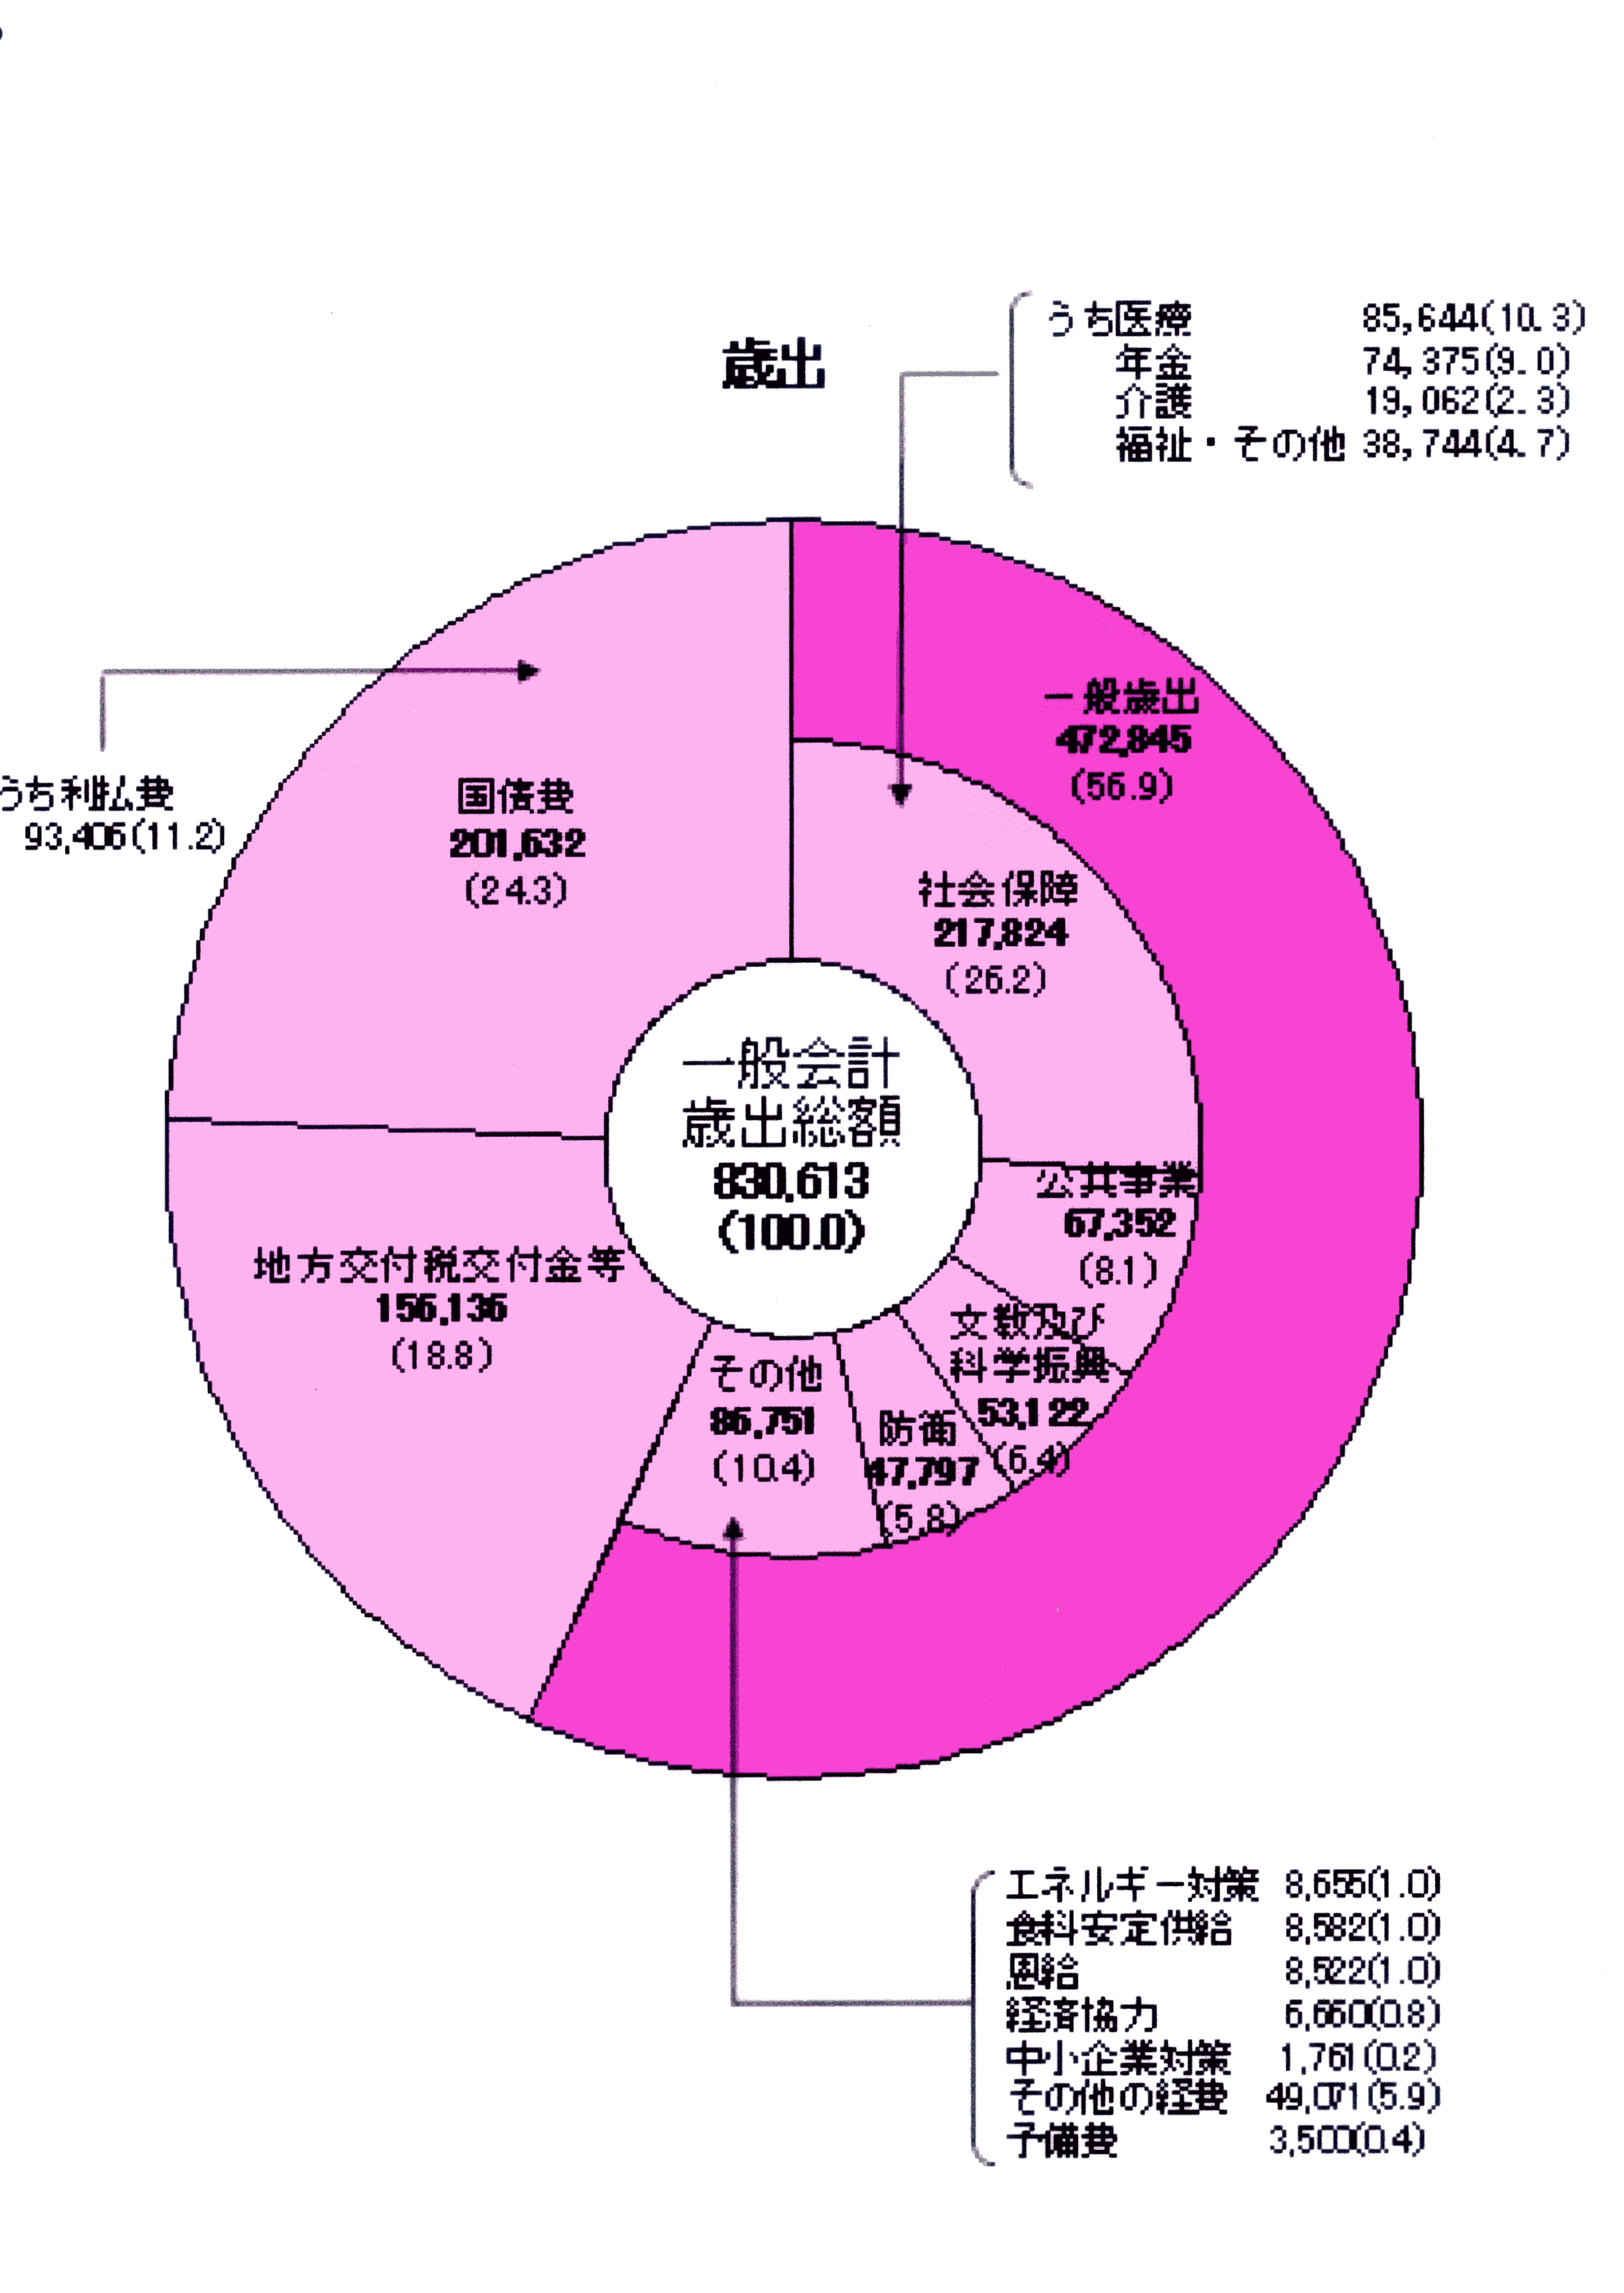 歳出
うち医療 85,644(10.3)
年金 74,375(9.0)
介護 19,062(2.3)
福祉・その他 38,744(4.7)
一般歳出
472,845
(56.9)
うち利払費
93,406(11.2)
国債費
201,632
(24.3)
社会保障
217,824
(26.2)
一般会計
歳出総額
830,613
(100.0)
公共事業
67,352
(8.1)
地方交付税交付金等
156,136
(18.8)
文教及び
科学振興
53,122
(6.4)
その他
86,751
(10.4)
防衛
47,797
(5.8)
エネルギー対策 8,655(1.0)
食料安定供給 8,582(1.0)
恩給 8,522(1.0)
経済協力 6,660(0.8)
中小企業対策 1,761(0.2)
その他の経費 49,071(5.9)
予備費 3,500(0.4)